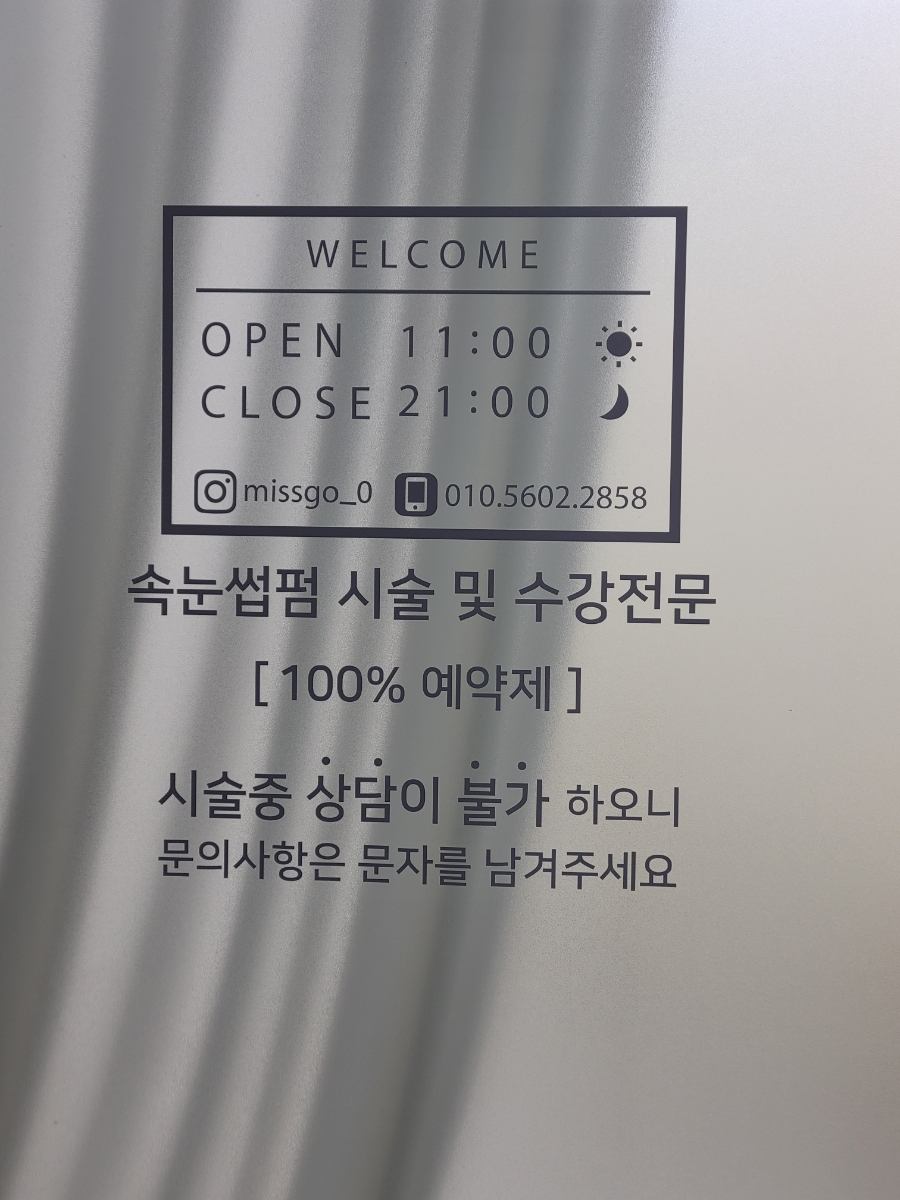 WELCOME
OPEN 11:00
CLOSE 21:00
missgo_0 010.5602.2858
속눈썹펌 시술 및 수강전문
[ 100% 예약제 ]
시술중 상담이 불가 하오니
문의사항은 문자를 남겨주세요